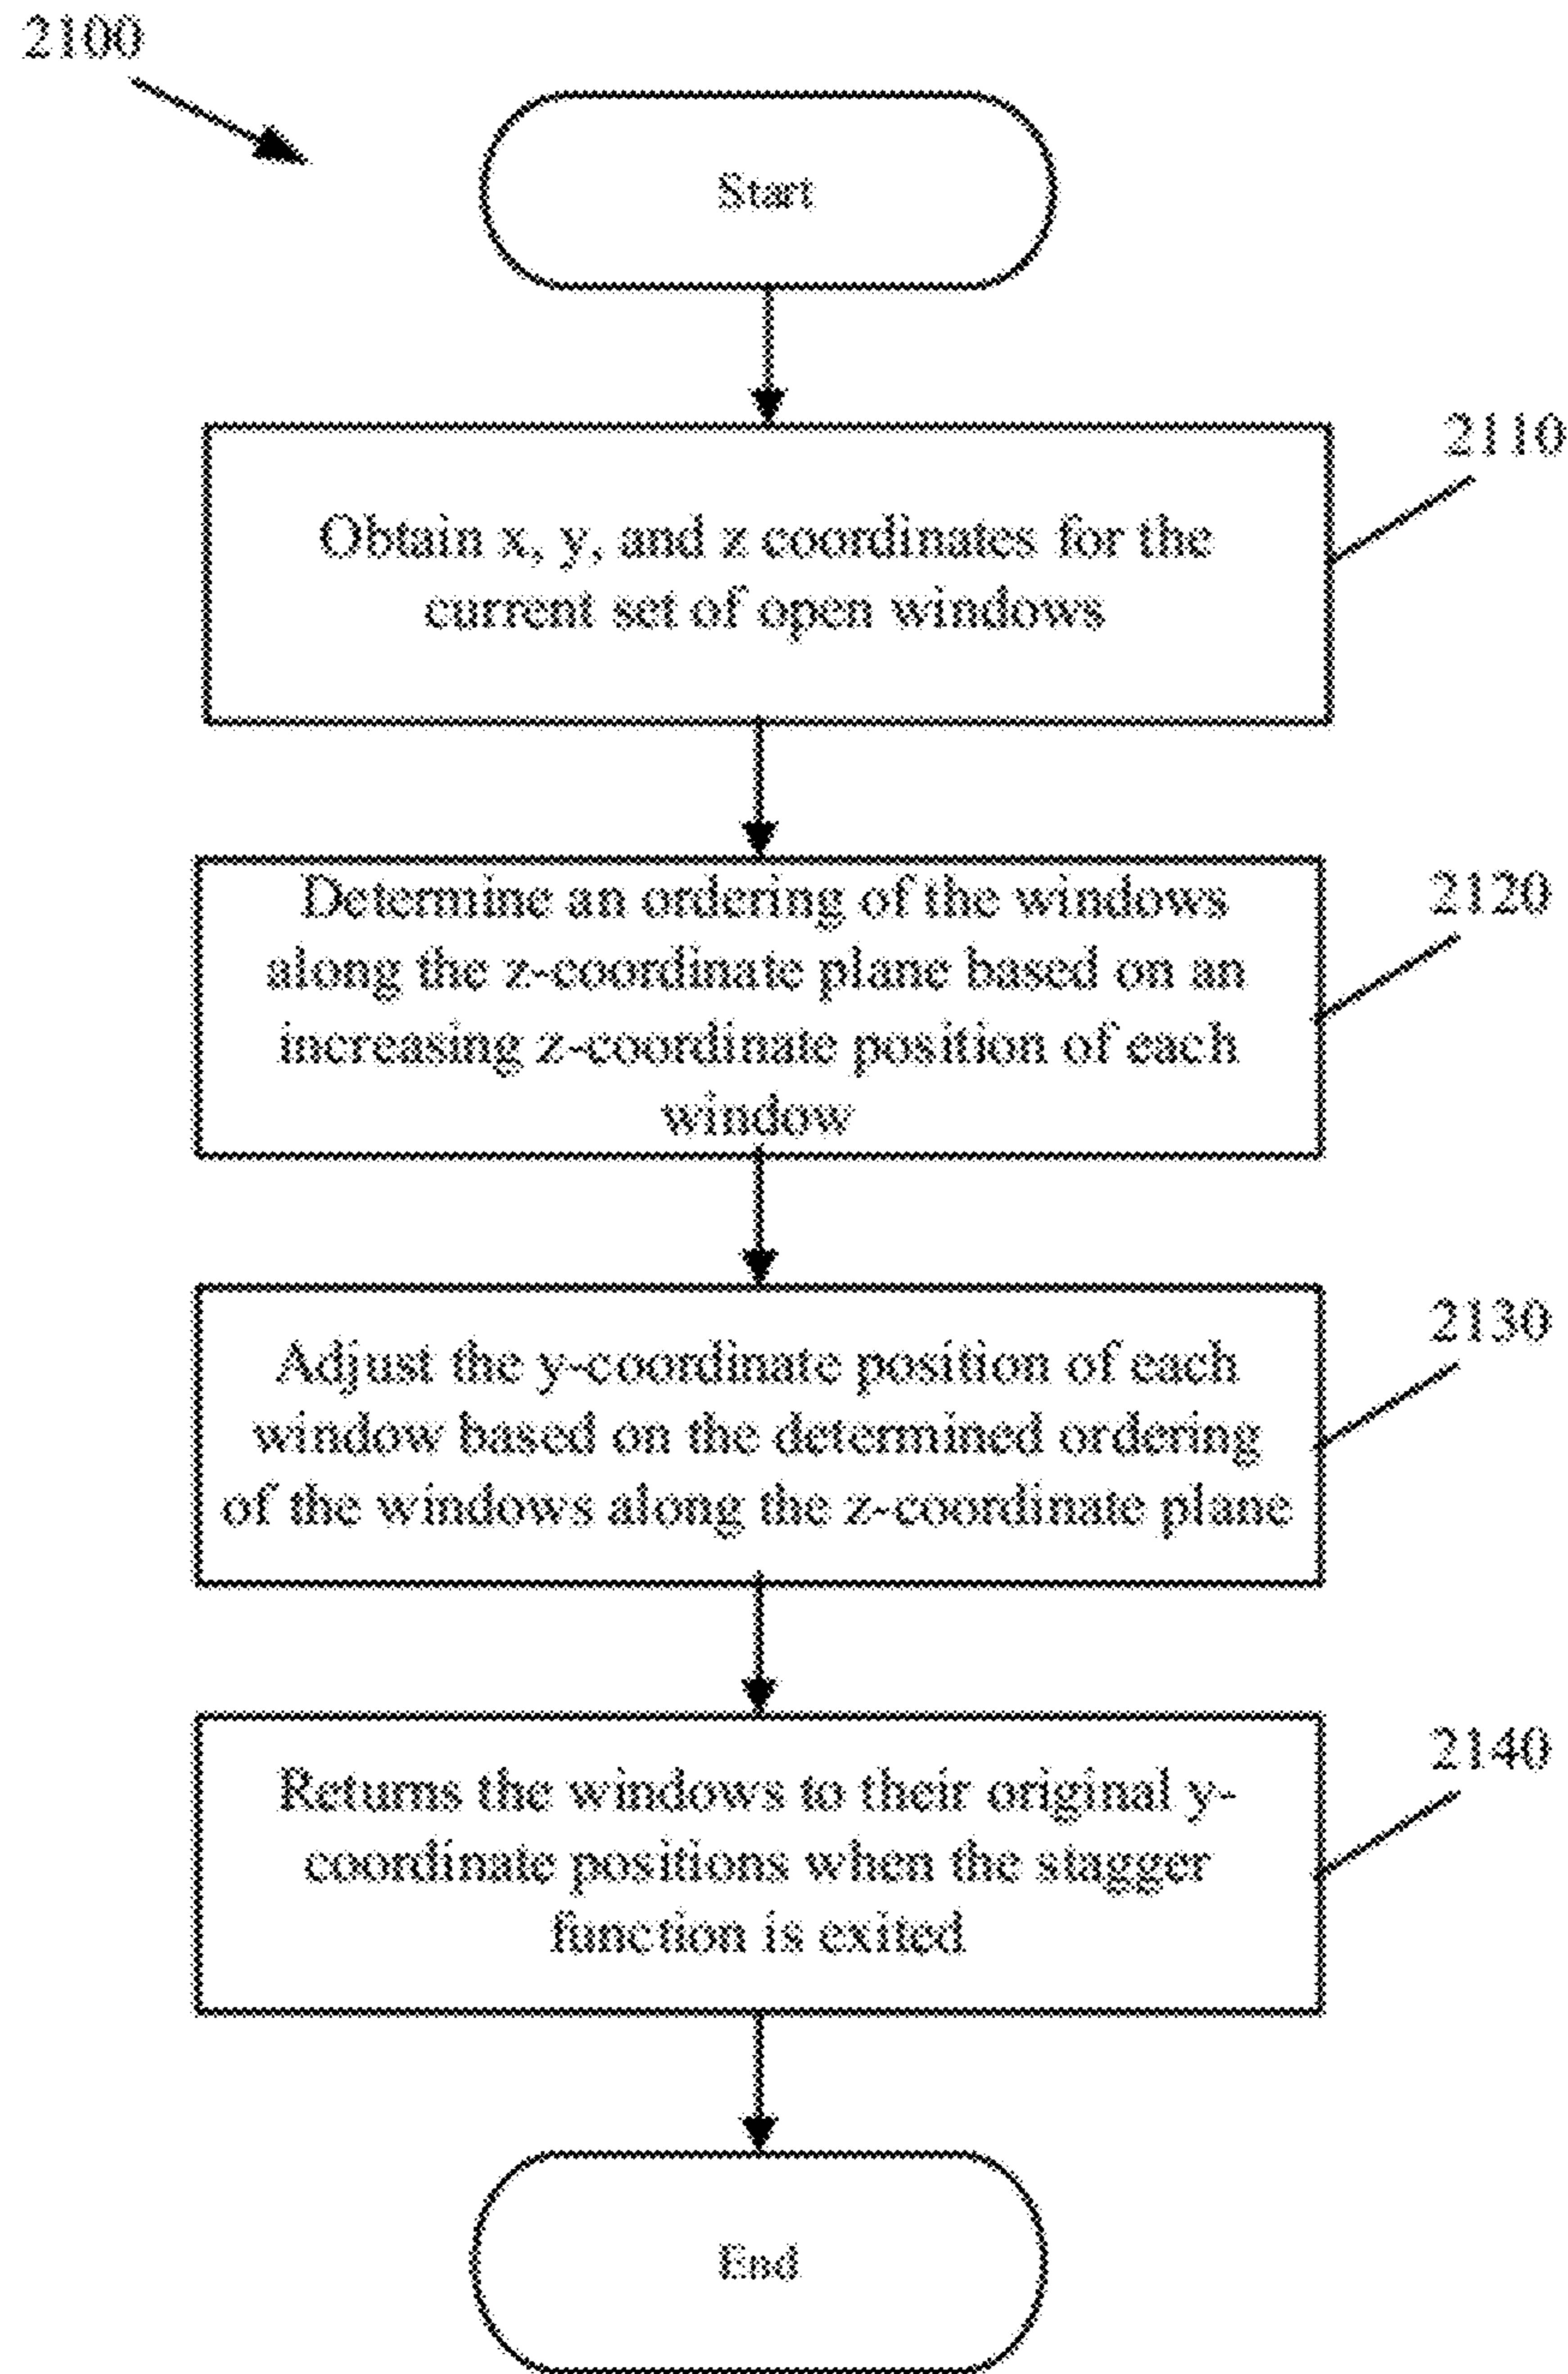 2100
Start
2110
Obtain x, y, and z coordinates for the
current set of open windows
2120
Determine an ordering of the windows
along the z-coordinate plane based on an
increasing z-coordinate position of each
window
2130
Adjust the y-coordinate position of each
window based on the determined ordering
of the windows along the z-coordinate plane
2140
Returns the windows to their original y-
coordinate positions when the stagger
function is exited
End